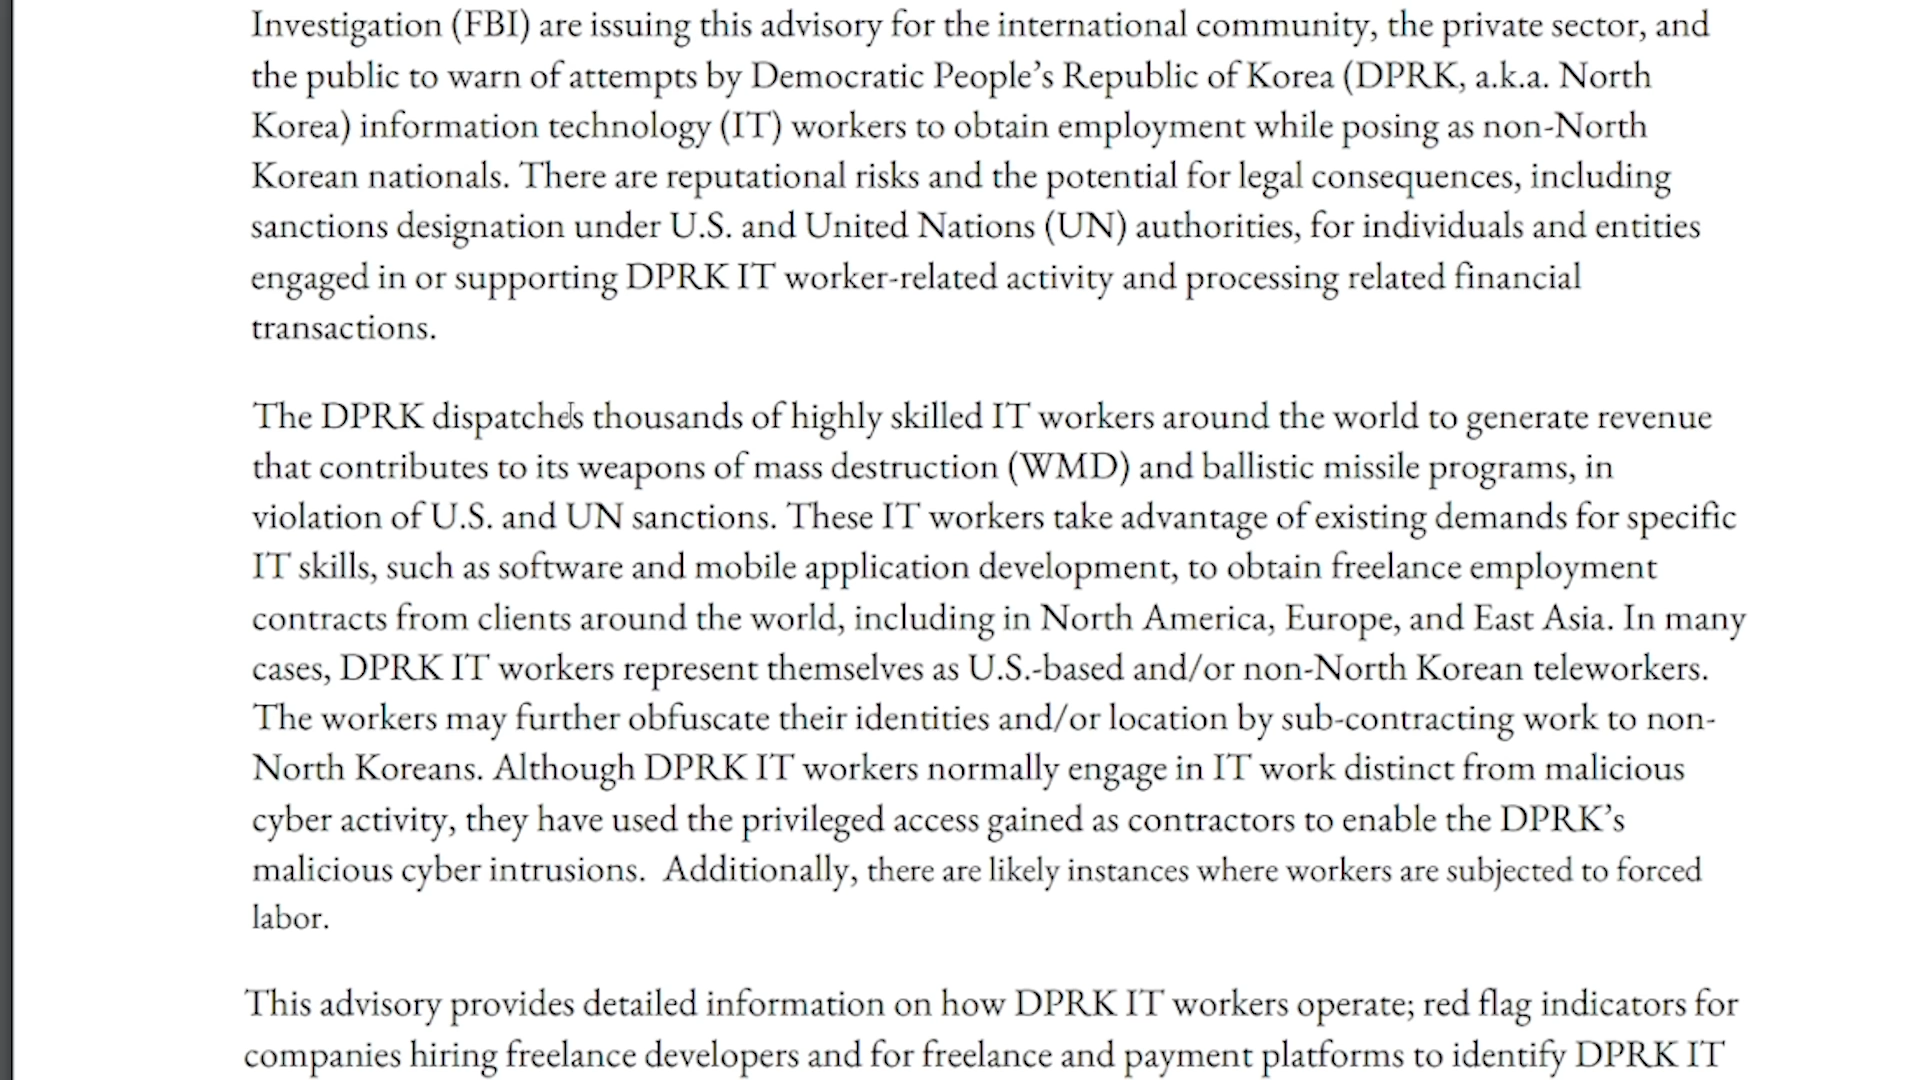 Investigation (FBI) are issuing this advisory for the international community, the private sector, and
the public to warn of attempts by Democratic People’s Republic of Korea (DPRK, a.k.a. North
Korea) information technology (IT) workers to obtain employment while posing as non-North
Korean nationals. There are reputational risks and the potential for legal consequences, including
sanctions designation under U.S. and United Nations (UN) authorities, for individuals and entities
engaged in or supporting DPRK IT worker-related activity and processing related financial
transactions.
The DPRK dispatches thousands of highly skilled IT workers around the world to generate revenue
that contributes to its weapons of mass destruction (WMD) and ballistic missile programs, in
violation of U.S. and UN sanctions. These IT workers take advantage of existing demands for specific
IT skills, such as software and mobile application development, to obtain freelance employment
contracts from clients around the world, including in North America, Europe, and East Asia. In many
cases, DPRK IT workers represent themselves as U.S.-based and/or non-North Korean teleworkers.
The workers may further obfuscate their identities and/or location by sub-contracting work to non-
North Koreans. Although DPRK IT workers normally engage in IT work distinct from malicious
cyber activity, they have used the privileged access gained as contractors to enable the DPRK’s
malicious cyber intrusions.  Additionally, there are likely instances where workers are subjected to forced
labor.
This advisory provides detailed information on how DPRK IT workers operate; red flag indicators for
companies hiring freelance developers and for freelance and payment platforms to identify DPRK IT